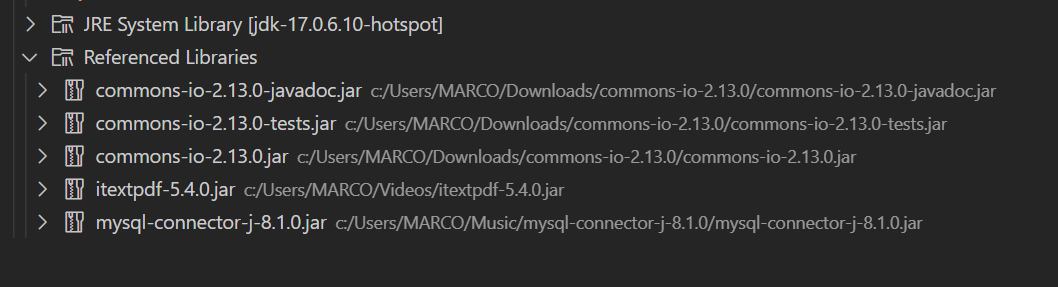 JRE System Library [jdk-17.0.6.10-hotspot]
Referenced Libraries
commons-io-2.13.0-javadoc.jar c:/Users/MARCO/Downloads/commons-io-2.13.0/commons-io-2.13.0-javadoc.jar
commons-io-2.13.0-tests.jar c:/Users/MARCO/Downloads/commons-io-2.13.0/commons-io-2.13.0-tests.jar
commons-io-2.13.0.jar c:/Users/MARCO/Downloads/commons-io-2.13.0/commons-io-2.13.0.jar
itextpdf-5.4.0.jar c:/Users/MARCO/Videos/itextpdf-5.4.0.jar
mysql-connector-j-8.1.0.jar c:/Users/MARCO/Music/mysql-connector-j-8.1.0/mysql-connector-j-8.1.0.jar